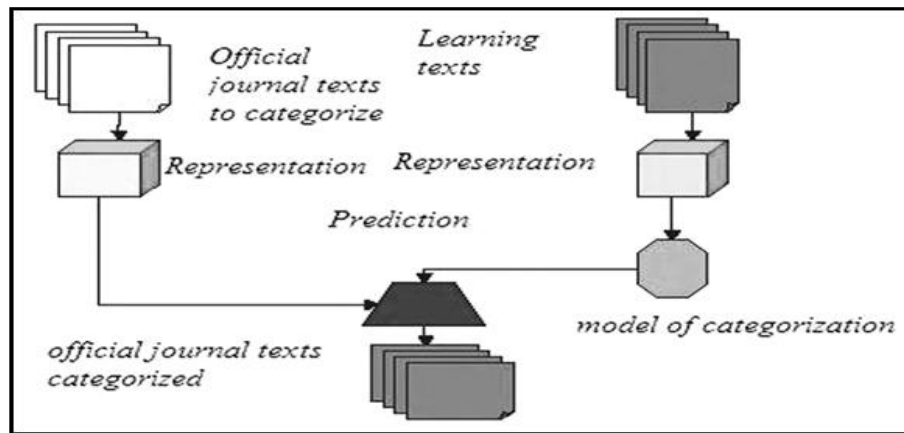 Official
journal texts
to categorize
Learning
texts
Representation
Representation
Prediction
model of categorization
official journal texts
categorized